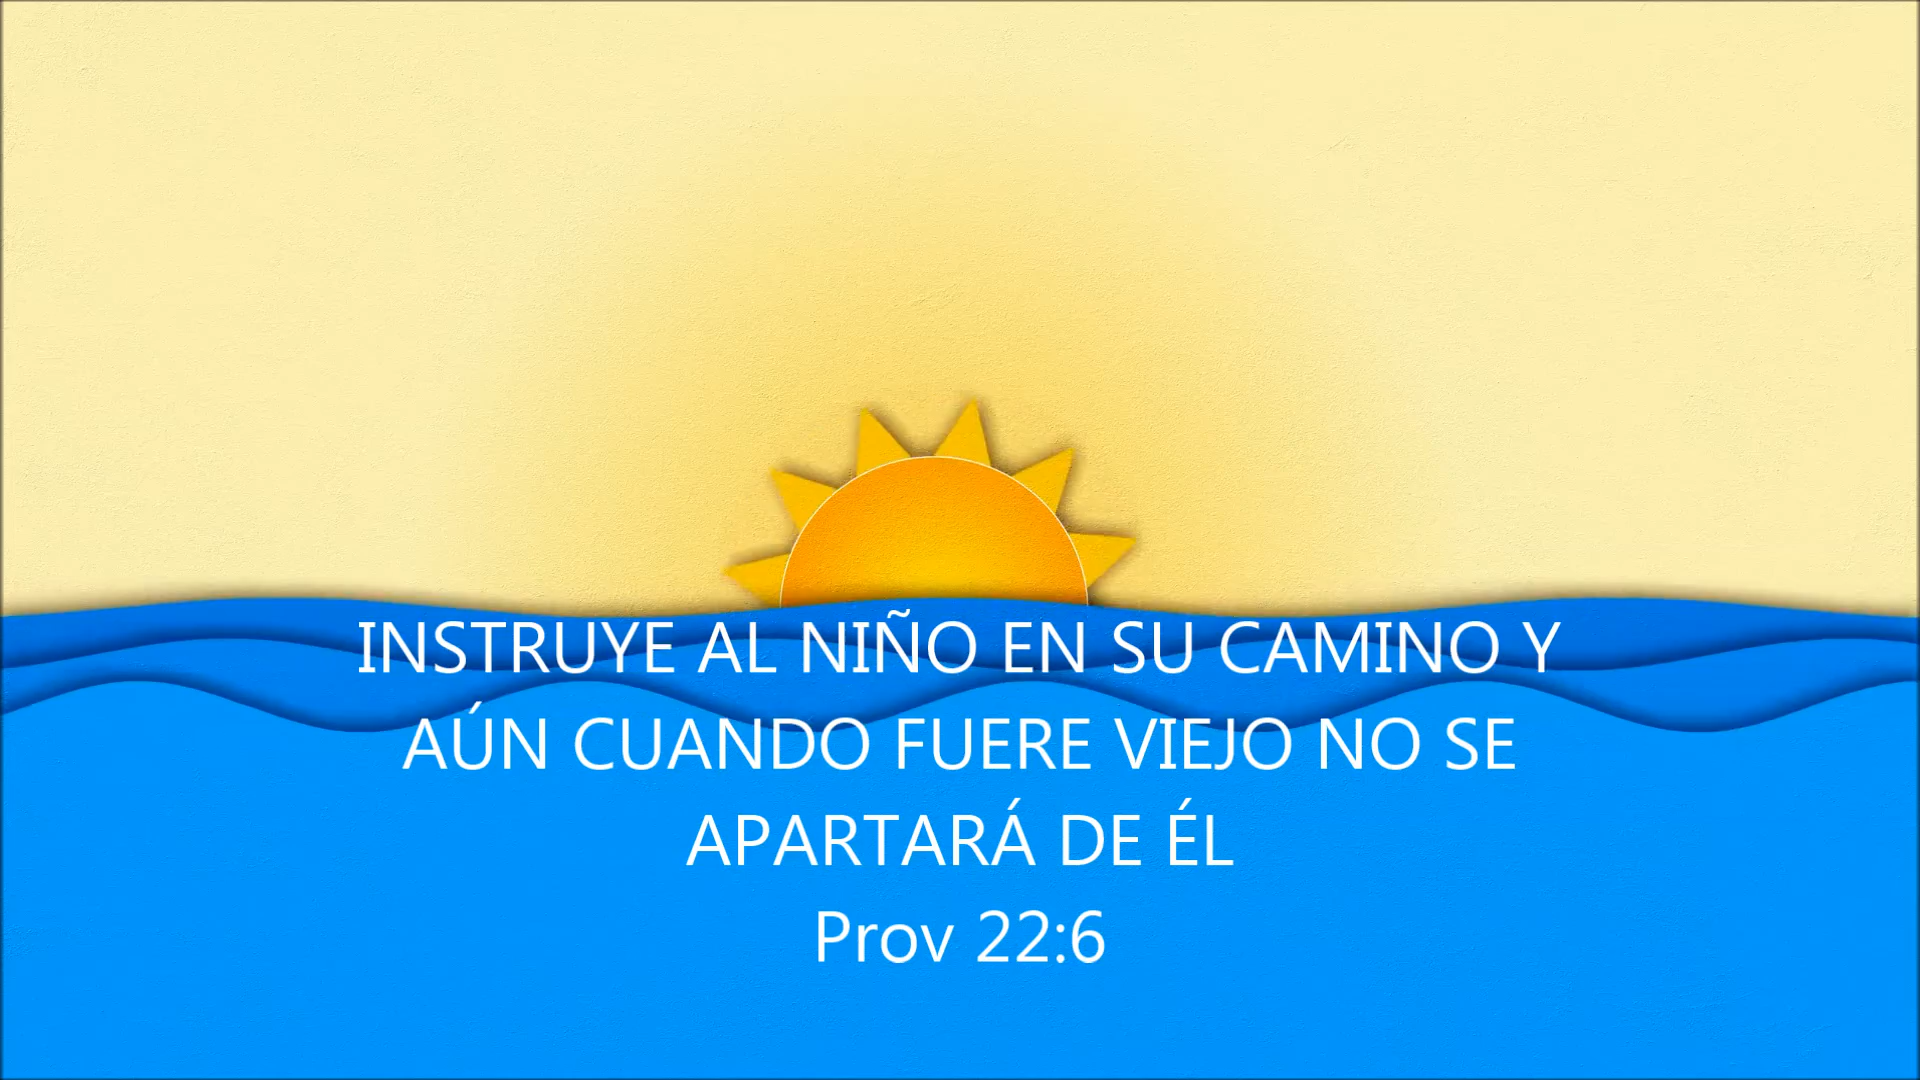 INSTRUYE AL NIÑO EN SU CAMINO Y
AÚN CUANDO FUERE VIEJO NO SE
APARTARÁ DE ÉL
Prov 22:6